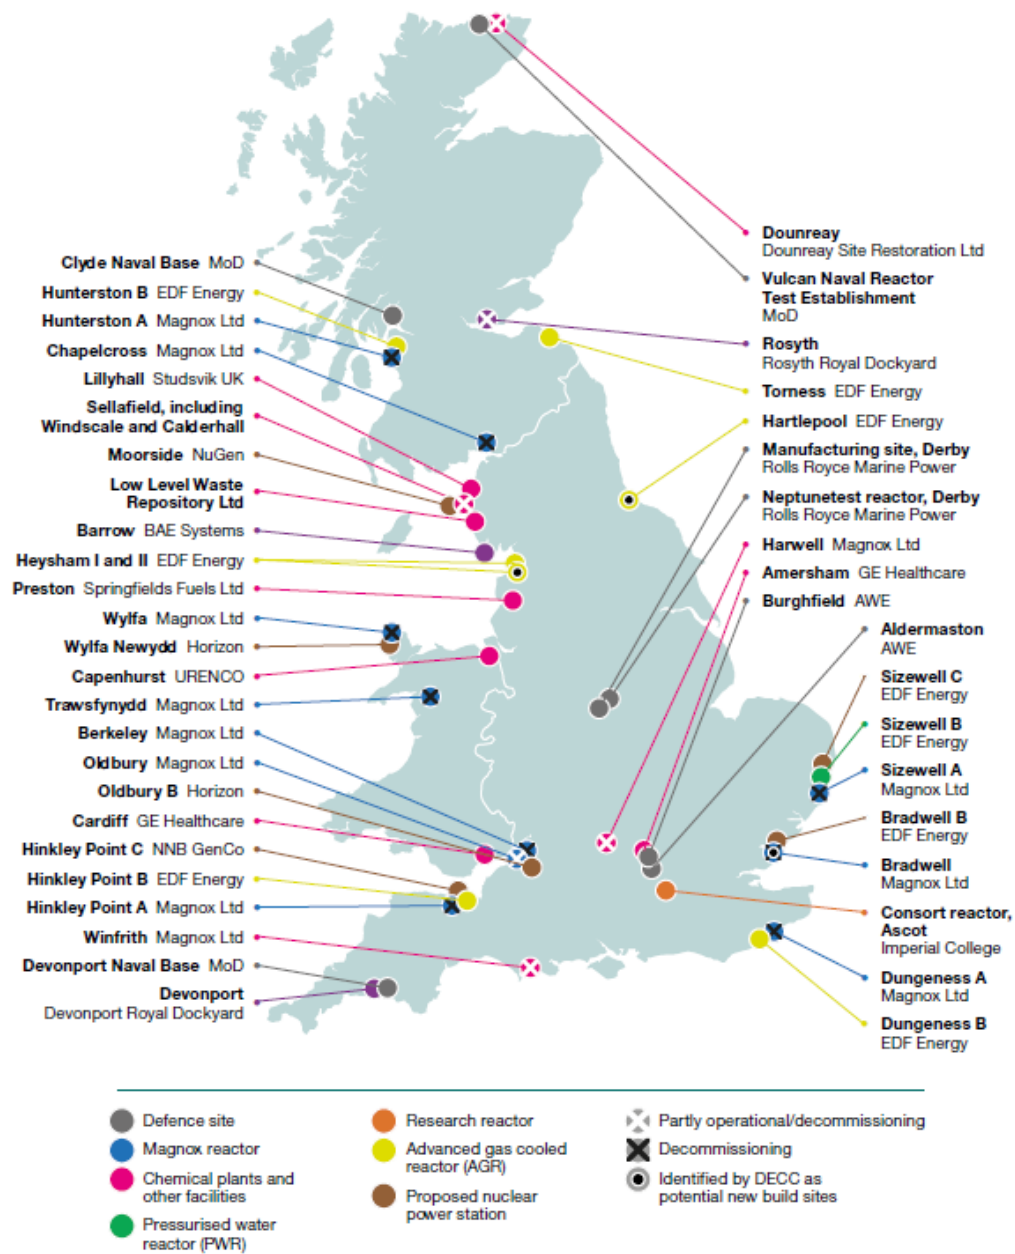 Clyde Naval Base MoD
Hunterston B EDF Energy
Hunterston A Magnox Ltd
Chapelcross Magnox Ltd
Lillyhall Studsvik UK
Sellafield, including
Windscale and Calderhall
Moorside NuGen
Low Level Waste
Repository Ltd
Barrow BAE Systems
Heysham I and II EDF Energy
Preston Springfields Fuels Ltd
Wylfa Magnox Ltd
Wylfa Newydd Horizon
Capenhurst URENCO
Trawsfynydd Magnox Ltd
Berkeley Magnox Ltd
Oldbury Magnox Ltd
Oldbury B Horizon
Cardiff GE Healthcare
Hinkley Point C NNB GenCo
Hinkley Point B EDF Energy
Hinkley Point A Magnox Ltd
Winfrith Magnox Ltd
Devonport Naval Base MoD
Devonport
Devonport Royal Dockyard
Dounreay
Dounreay Site Restoration Ltd
Vulcan Naval Reactor
Test Establishment
MoD
Rosyth
Rosyth Royal Dockyard
Torness EDF Energy
Hartlepool EDF Energy
Manufacturing site, Derby
Rolls Royce Marine Power
Neptunetest reactor, Derby
Rolls Royce Marine Power
Harwell Magnox Ltd
Amersham GE Healthcare
Burghfield AWE
Aldermaston
AWE
Sizewell C
EDF Energy
Sizewell B
EDF Energy
Sizewell A
Magnox Ltd
Bradwell B
EDF Energy
Bradwell
Magnox Ltd
Consort reactor,
Ascot
Imperial College
Dungeness A
Magnox Ltd
Dungeness B
EDF Energy
Defence site
Magnox reactor
Chemical plants and
other facilities
Pressurised water
reactor (PWR)
Research reactor
Advanced gas cooled
reactor (AGR)
Proposed nuclear
power station
Partly operational/decommissioning
Decommissioning
Identified by DECC as
potential new build sites